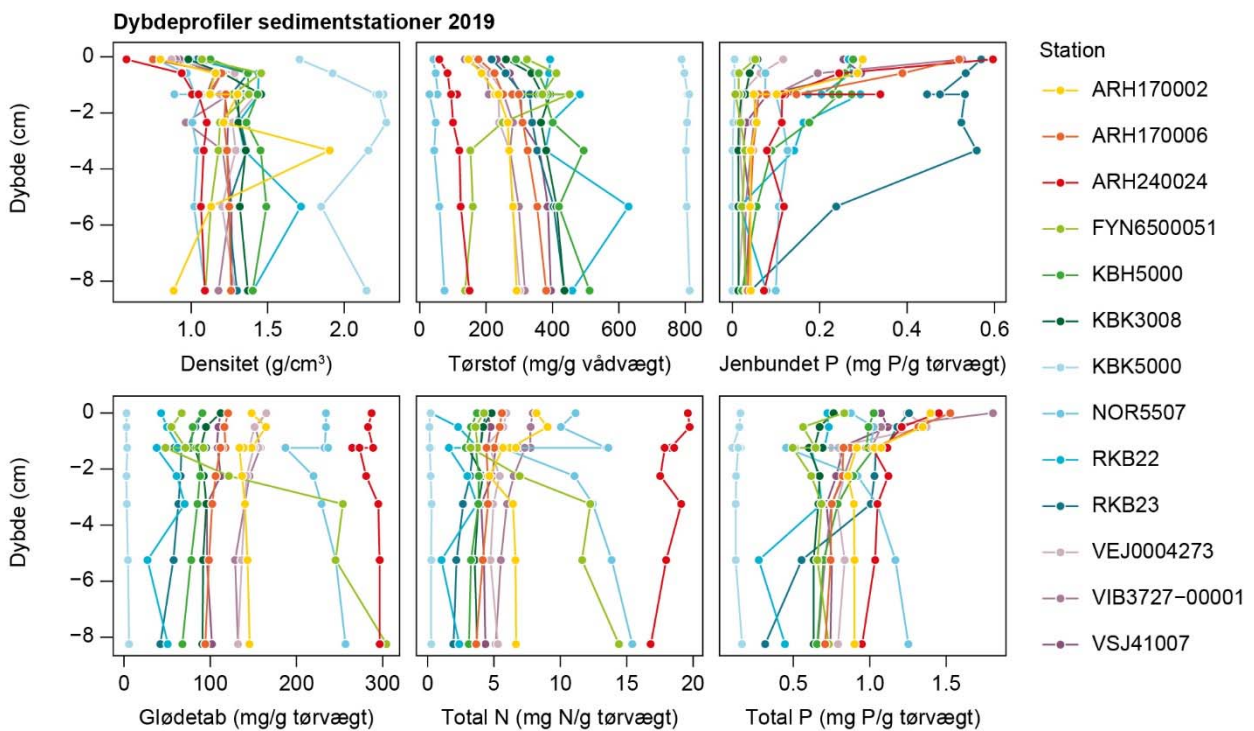 Dybdeprofiler sedimentstationer 2019
Dybde (cm)
0
−2
−4
−6
−8
1.0 1.5 2.0
Densitet (g/cm³)
0 200 400 600 800
Tørstof (mg/g vådvægt)
0 0.2 0.4 0.6
Jenbundet P (mg P/g tørvægt)
Dybde (cm)
0
−2
−4
−6
−8
0 100 200 300
Glødetab (mg/g tørvægt)
0 5 10 15 20
Total N (mg N/g tørvægt)
0.5 1.0 1.5
Total P (mg P/g tørvægt)
Station
ARH170002
ARH170006
ARH240024
FYN6500051
KBH5000
KBK3008
KBK5000
NOR5507
RKB22
RKB23
VEJ0004273
VIB3727−00001
VSJ41007